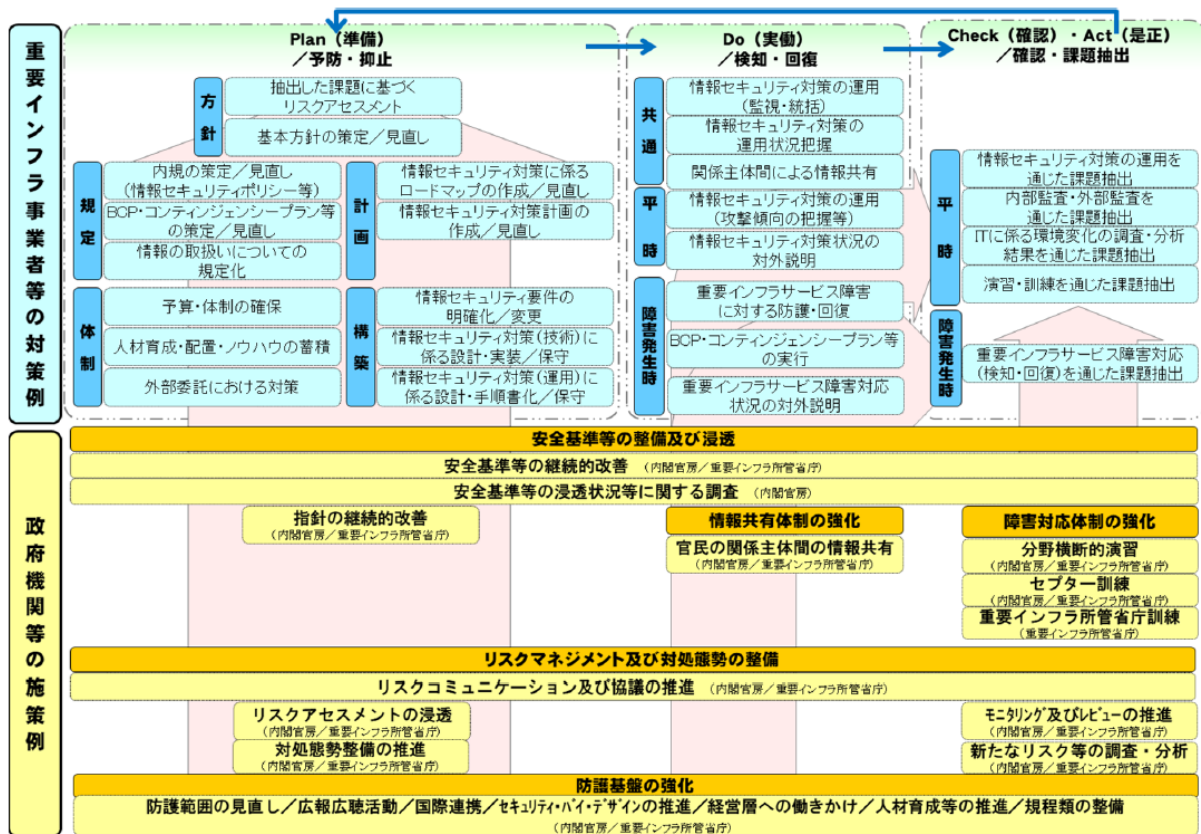 重要インフラ事業者等の対策例
Plan（準備）
／予防・抑止
方針
抽出した課題に基づく
リスクアセスメント
基本方針の策定／見直し
規定
内規の策定／見直し
(情報セキュリティポリシー等)
BCP・コンティンジェンシープラン等
の策定／見直し
情報の取扱いについての
規定化
計画
情報セキュリティ対策に係る
ロードマップの作成／見直し
情報セキュリティ対策計画の
作成／見直し
体制
予算・体制の確保
人材育成・配置・ノウハウの蓄積
外部委託における対策
構築
情報セキュリティ要件の
明確化／変更
情報セキュリティ対策(技術)に
係る設計・実装／保守
情報セキュリティ対策(運用)に
係る設計・手順書化／保守
Do（実働）
／検知・回復
共通
情報セキュリティ対策の運用
(監視・統括)
情報セキュリティ対策の
運用状況把握
関係主体間による情報共有
平時
情報セキュリティ対策の運用
(攻撃傾向の把握等)
情報セキュリティ対策状況の
対外説明
障害発生時
重要インフラサービス障害
に対する防護・回復
BCP・コンティンジェンシープラン等
の実行
重要インフラサービス障害対応
状況の対外説明
Check（確認）・Act（是正）
／確認・課題抽出
平時
情報セキュリティ対策の運用を
通じた課題抽出
内部監査・外部監査を
通じた課題抽出
ITに係る環境変化の調査・分析
結果を通じた課題抽出
演習・訓練を通じた課題抽出
障害発生時
重要インフラサービス障害対応
(検知・回復)を通じた課題抽出
政府機関等の施策例
安全基準等の整備及び浸透
安全基準等の継続的改善 （内閣官房／重要インフラ所管省庁）
安全基準等の浸透状況等に関する調査 （内閣官房）
指針の継続的改善
（内閣官房／重要インフラ所管省庁）
情報共有体制の強化
官民の関係主体間の情報共有
（内閣官房／重要インフラ所管省庁）
障害対応体制の強化
分野横断的演習
（内閣官房／重要インフラ所管省庁）
セプター訓練
（内閣官房／重要インフラ所管省庁）
重要インフラ所管省庁訓練
（重要インフラ所管省庁）
リスクマネジメント及び対処態勢の整備
リスクコミュニケーション及び協議の推進 （内閣官房／重要インフラ所管省庁）
リスクアセスメントの浸透
（内閣官房／重要インフラ所管省庁）
対処態勢整備の推進
（内閣官房／重要インフラ所管省庁）
モニタリング及びレビューの推進
（内閣官房／重要インフラ所管省庁）
新たなリスク等の調査・分析
（内閣官房／重要インフラ所管省庁）
防護基盤の強化
防護範囲の見直し／広報広聴活動／国際連携／セキュリティ・バイ・デザインの推進／経営層への働きかけ／人材育成等の推進／規程類の整備
（内閣官房／重要インフラ所管省庁）